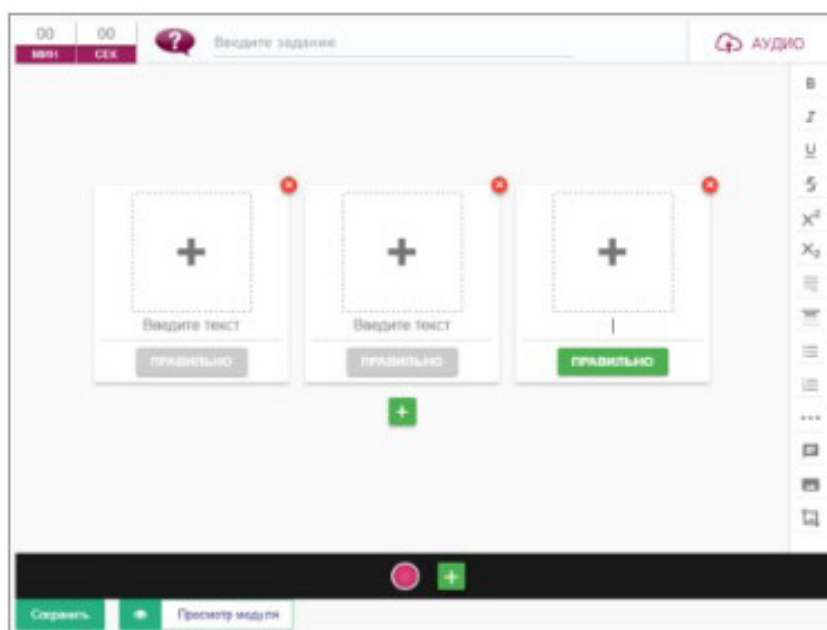 00 00
МИН СЕК
?
Введите задание
АУДИО
B
I
U
S
X²
X₂
Введите текст Введите текст
ПРАВИЛЬНО ПРАВИЛЬНО ПРАВИЛЬНО
Сохранить Просмотр модуля